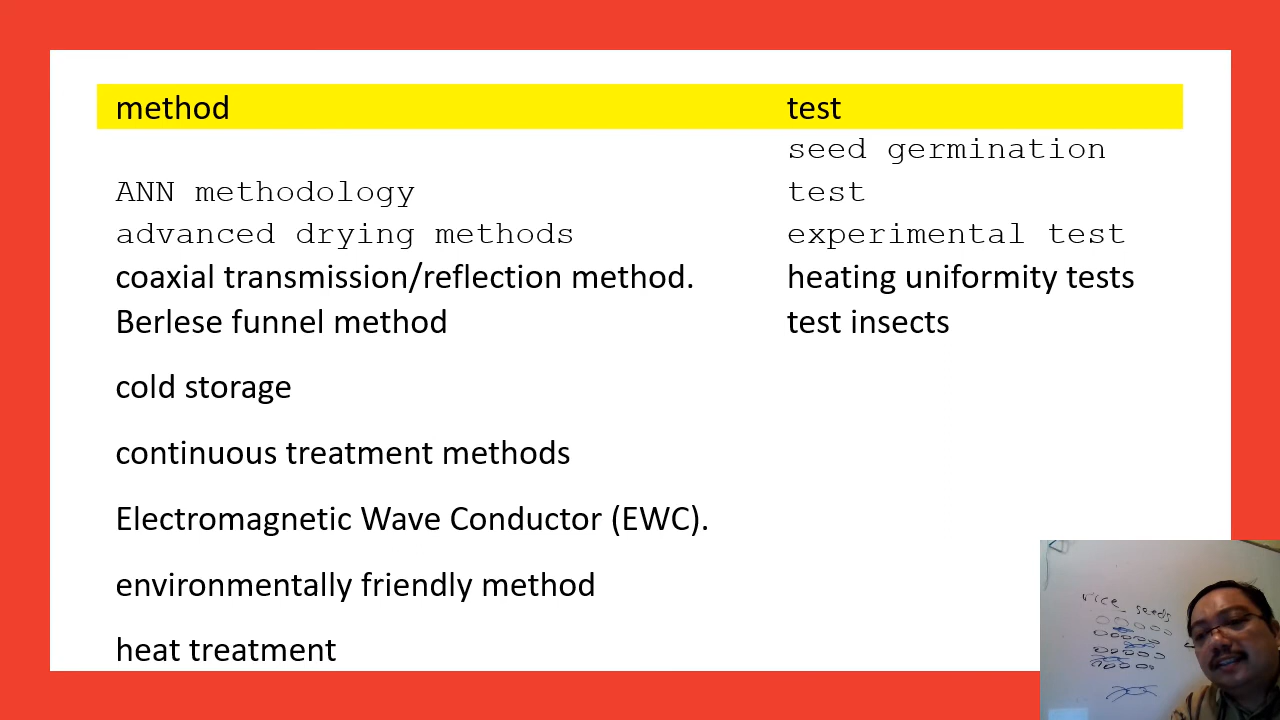 method test
seed germination
ANN methodology test
advanced drying methods experimental test
coaxial transmission/reflection method. heating uniformity tests
Berlese funnel method test insects
cold storage
continuous treatment methods
Electromagnetic Wave Conductor (EWC).
environmentally friendly method
heat treatment
rice seeds